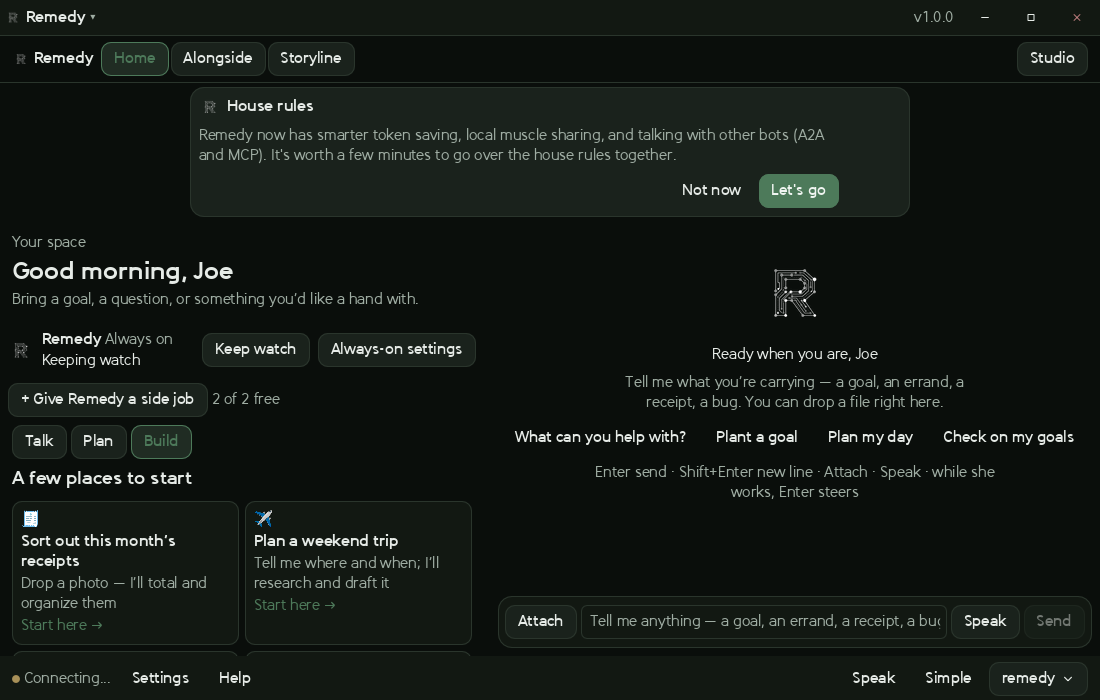 Remedy ▾
v1.0.0
Remedy
Home
Alongside
Storyline
Studio
House rules
Remedy now has smarter token saving, local muscle sharing, and talking with other bots (A2A
and MCP). It's worth a few minutes to go over the house rules together.
Not now
Let's go
Your space
Good morning, Joe
Bring a goal, a question, or something you'd like a hand with.
Remedy Always on
Keeping watch
Keep watch
Always-on settings
+ Give Remedy a side job
2 of 2 free
Talk
Plan
Build
A few places to start
Sort out this month's
receipts
Drop a photo — I'll total and
organize them
Start here →
Plan a weekend trip
Tell me where and when; I'll
research and draft it
Start here →
R
Ready when you are, Joe
Tell me what you're carrying — a goal, an errand, a
receipt, a bug. You can drop a file right here.
What can you help with?
Plant a goal
Plan my day
Check on my goals
Enter send · Shift+Enter new line · Attach · Speak · while she
works, Enter steers
Attach
Tell me anything — a goal, an errand, a receipt, a bug
Speak
Send
Connecting...
Settings
Help
Speak
Simple
remedy